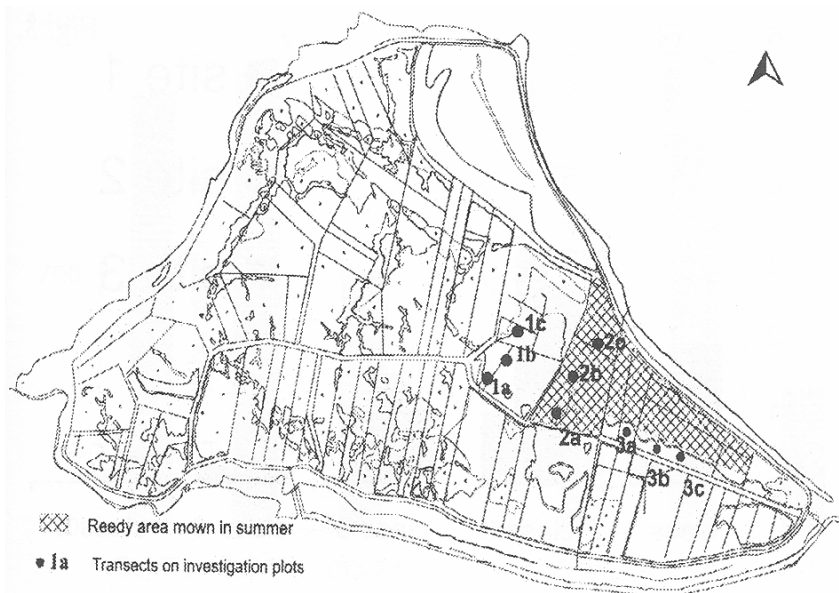 1c
1b
1a
2c
2b
2a
3a
3b
3c
Reedy area mown in summer
1a Transects on investigation plots